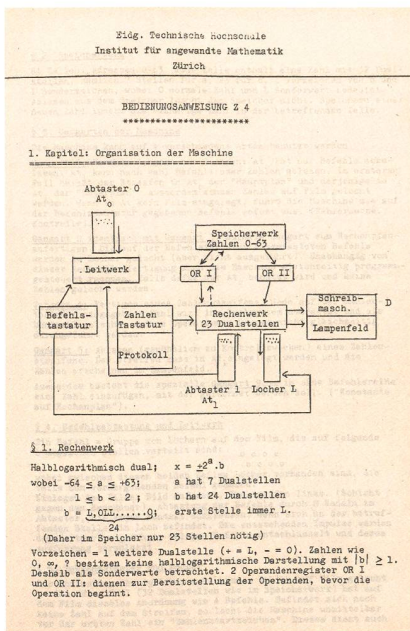 Eidg. Technische Hochschule
Institut für angewandte Mathematik
Zürich
BEDIENUNGSANWEISUNG Z 4
***********************
1. Kapitel: Organisation der Maschine
Abtaster 0
At₀
Speicherwerk
Zahlen 0-63
Leitwerk
OR I
OR II
Befehls-
tastatur
Zahlen
Tastatur
Protokoll
Rechenwerk
23 Dualstellen
Schreib-
masch.
Lampenfeld
D
Abtaster 1
At₁
Locher L
§ 1. Rechenwerk
Halblogarithmisch dual; x = ±2ᵃ.b
wobei -64 ≤ a ≤ +63; a hat 7 Dualstellen
1 ≤ b < 2 ; b hat 24 Dualstellen
b = L,OLL.....O; erste Stelle immer L.
24
(Daher im Speicher nur 23 Stellen nötig)
Vorzeichen = 1 weitere Dualstelle (+ = L, - = 0). Zahlen wie
0, ∞, ? besitzen keine halblogarithmische Darstellung mit |b| ≥ 1.
Deshalb als Sonderwerte betrachtet. 2 Operandenregister OR I
und OR II: dienen zur Bereitstellung der Operanden, bevor die
Operation beginnt.